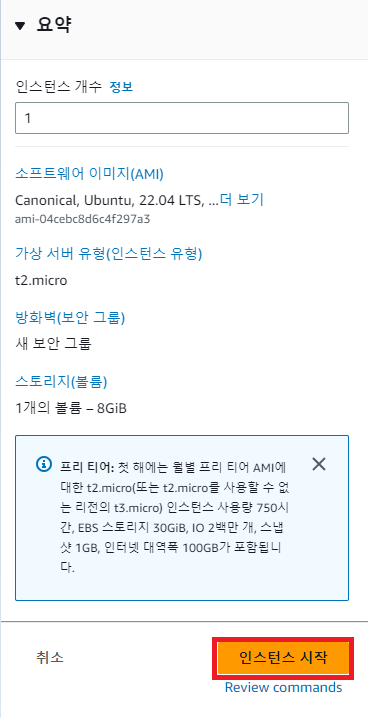 요약
인스턴스 개수 정보
1
소프트웨어 이미지(AMI)
Canonical, Ubuntu, 22.04 LTS, ...더 보기
ami-04cebc8d6c4f297a3
가상 서버 유형(인스턴스 유형)
t2.micro
방화벽(보안 그룹)
새 보안 그룹
스토리지(볼륨)
1개의 볼륨 – 8GiB
프리 티어: 첫 해에는 월별 프리 티어 AMI에
대한 t2.micro(또는 t2.micro를 사용할 수 없
는 리전의 t3.micro) 인스턴스 사용량 750시
간, EBS 스토리지 30GiB, IO 2백만 개, 스냅
샷 1GB, 인터넷 대역폭 100GB가 포함됩니
다.
취소
인스턴스 시작
Review commands